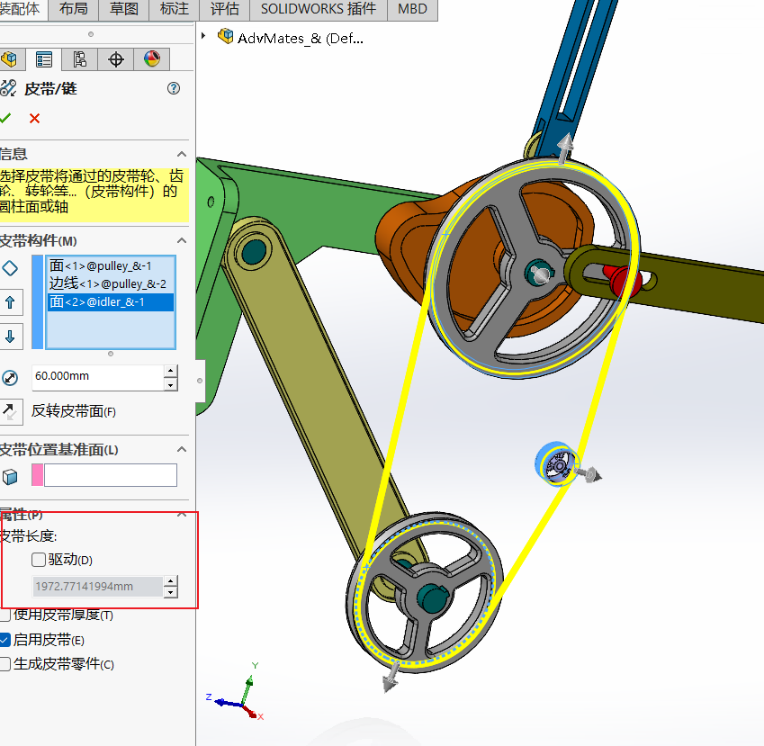 装配体 布局 草图 标注 评估 SOLIDWORKS 插件 MBD
AdvMates_& (Def...
皮带/链
信息
选择皮带将通过的皮带轮、齿
轮、转轮等...（皮带构件）的
圆柱面或轴
皮带构件(M)
面<1>@pulley_&-1
边线<1>@pulley_&-2
面<2>@idler_&-1
60.000mm
反转皮带面(F)
皮带位置基准面(L)
属性(P)
皮带长度:
驱动(D)
1972.77141994mm
使用皮带厚度(T)
启用皮带(E)
生成皮带零件(C)
Y
Z
X